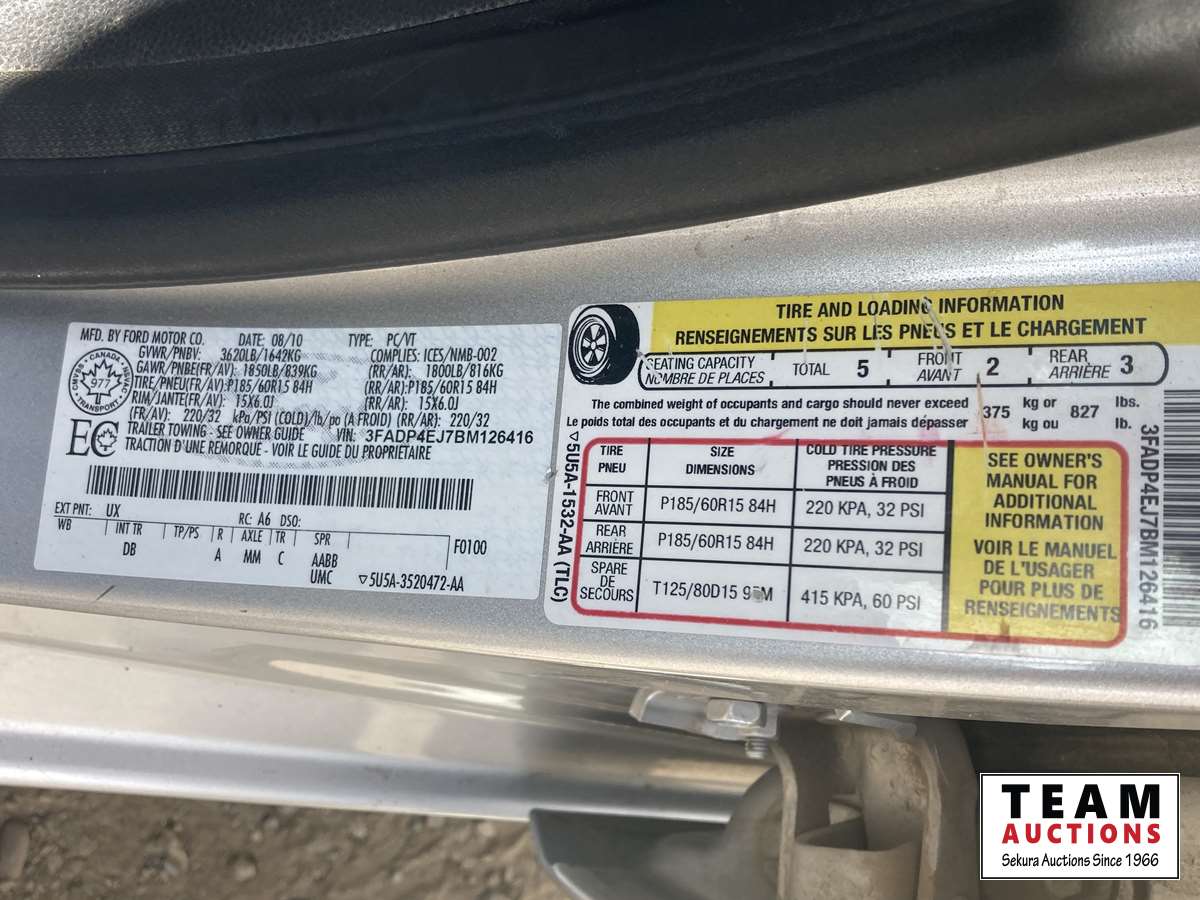 MFD. BY FORD MOTOR CO. DATE: 08/10 TYPE: PC/VT
GVWR/PNBV: 3620LB/1642KG COMPLIES: ICES/NMB-002
GAWR/PNBE(FR/AV): 1850LB/839KG (RR/AR): 1800LB/816KG
TIRE/PNEU(FR/AV): P185/60R15 84H (RR/AR): P185/60R15 84H
RIM/JANTE(FR/AV): 15X6.0J (RR/AR): 15X6.0J
(FR/AV): 220/32 kPa/PSI (COLD)/lb/po (A FROID) (RR/AR): 220/32
TRAILER TOWING - SEE OWNER GUIDE VIN: 3FADP4EJ7BM126416
TRACTION D'UNE REMORQUE - VOIR LE GUIDE DU PROPRIÉTAIRE
CANADA
977
TRANSPORT
EC
EXT PNT: UX RC: A6 DSO:
WB INT TR TP/PS R AXLE TR SPR F0100
DB A MM C AABB
UMC ▽5U5A-3520472-AA
TIRE AND LOADING INFORMATION
RENSEIGNEMENTS SUR LES PNEUS ET LE CHARGEMENT
SEATING CAPACITY
NOMBRE DE PLACES
TOTAL 5
FRONT
AVANT 2
REAR
ARRIÈRE 3
The combined weight of occupants and cargo should never exceed 375 kg or 827 lbs.
Le poids total des occupants et du chargement ne doit jamais dépasser kg ou lb.
TIRE
PNEU
SIZE
DIMENSIONS
COLD TIRE PRESSURE
PRESSION DES
PNEUS À FROID
FRONT
AVANT
P185/60R15 84H
220 KPA, 32 PSI
REAR
ARRIÈRE
P185/60R15 84H
220 KPA, 32 PSI
SPARE
DE
SECOURS
T125/80D15
415 KPA, 60 PSI
SEE OWNER'S
MANUAL FOR
ADDITIONAL
INFORMATION
VOIR LE MANUEL
DE L'USAGER
POUR PLUS DE
RENSEIGNEMENTS
▽5U5A-1532-AA (TLC)
3FADP4EJ7BM126416
TEAM
AUCTIONS
Sekura Auctions Since 1966